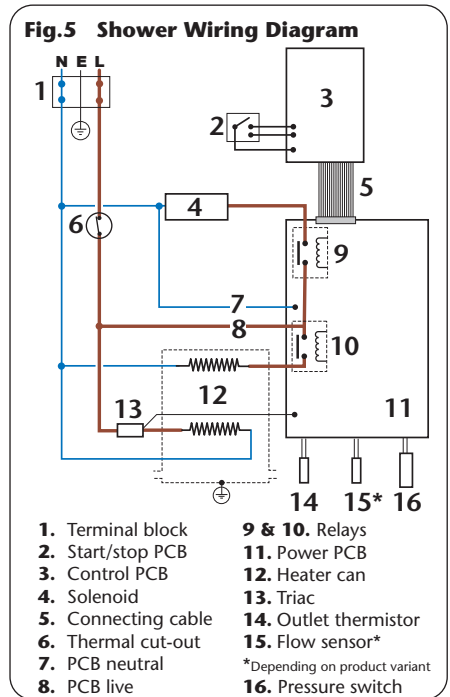 Fig.5 Shower Wiring Diagram
N E L
1
3
2
5
4
6
9
7
8
10
12
13
11
14 15* 16
1. Terminal block
2. Start/stop PCB
3. Control PCB
4. Solenoid
5. Connecting cable
6. Thermal cut-out
7. PCB neutral
8. PCB live
9 & 10. Relays
11. Power PCB
12. Heater can
13. Triac
14. Outlet thermistor
15. Flow sensor*
*Depending on product variant
16. Pressure switch